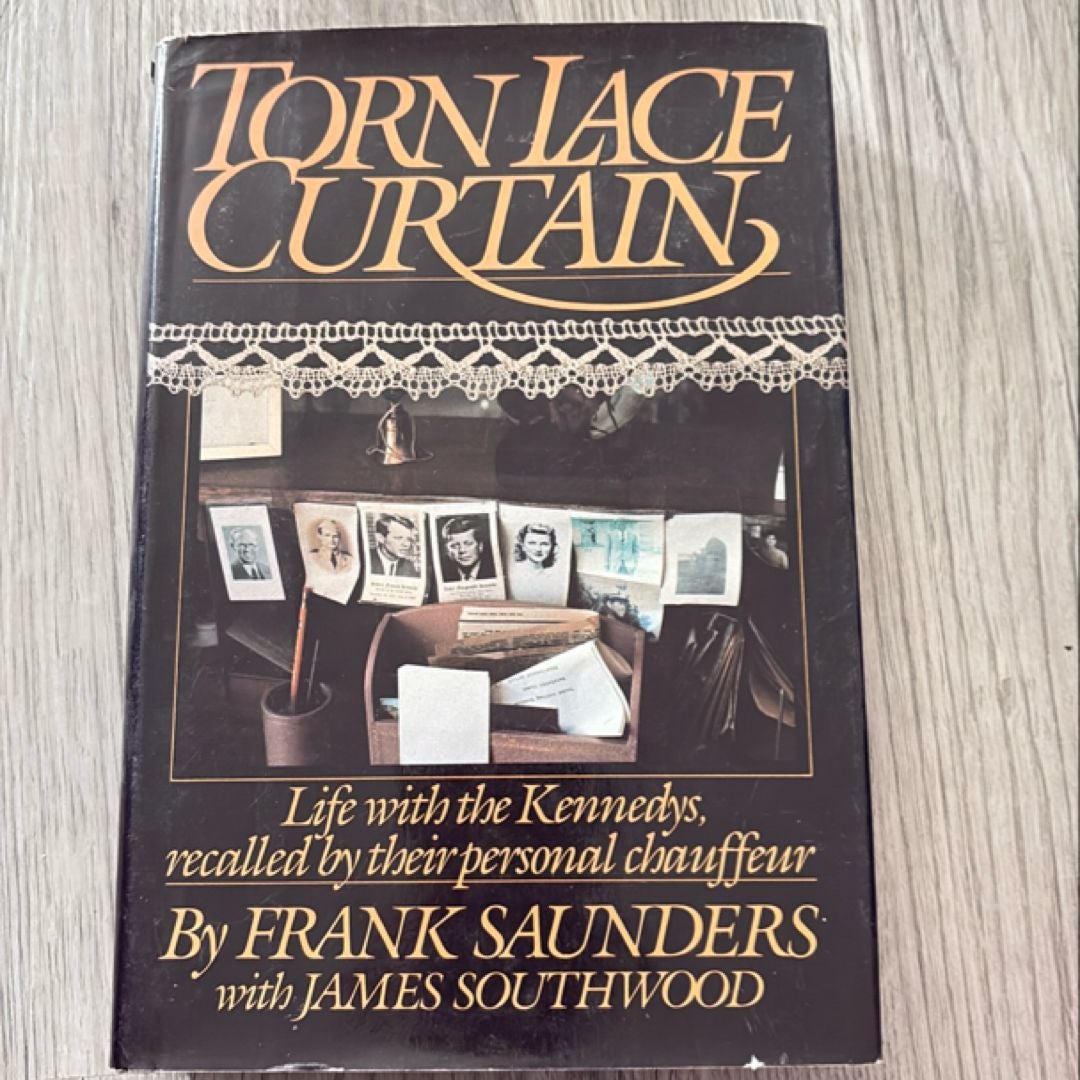 TORN LACE
CURTAIN
Life with the Kennedys,
recalled by their personal chauffeur
By FRANK SAUNDERS
with JAMES SOUTHWOOD